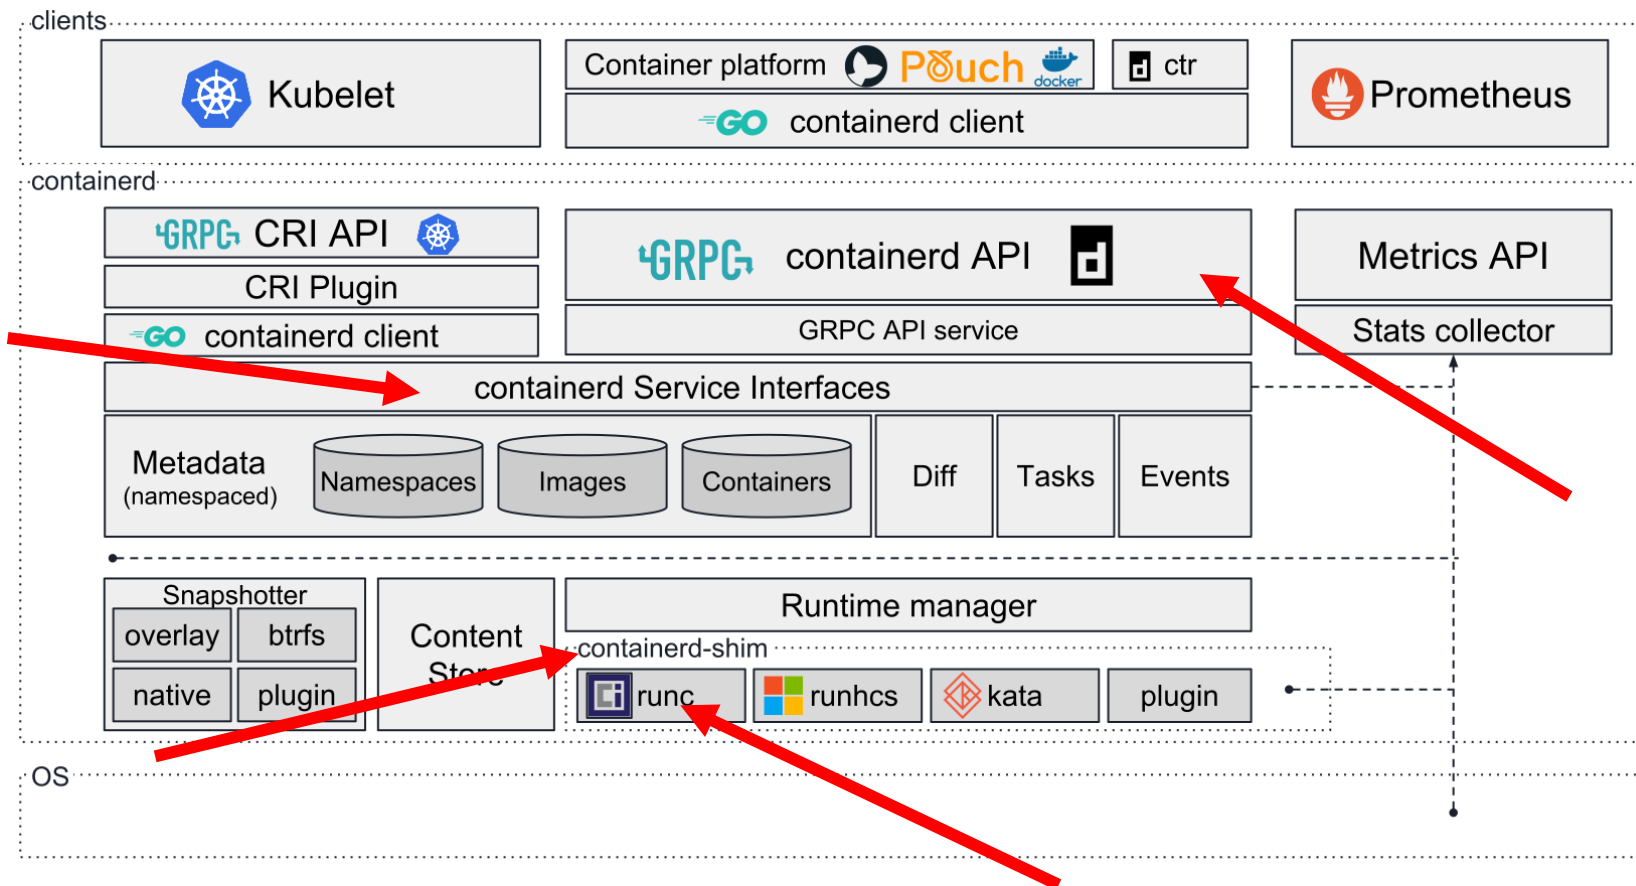 clients
Kubelet
Container platform Pouch docker
ctr
GO containerd client
Prometheus
containerd
GRPC CRI API
CRI Plugin
GO containerd client
GRPC containerd API d
GRPC API service
Metrics API
Stats collector
containerd Service Interfaces
Metadata
(namespaced)
Namespaces
Images
Containers
Diff
Tasks
Events
Snapshotter
overlay
btrfs
native
plugin
Content
Store
Runtime manager
containerd-shim
runc
runhcs
kata
plugin
OS